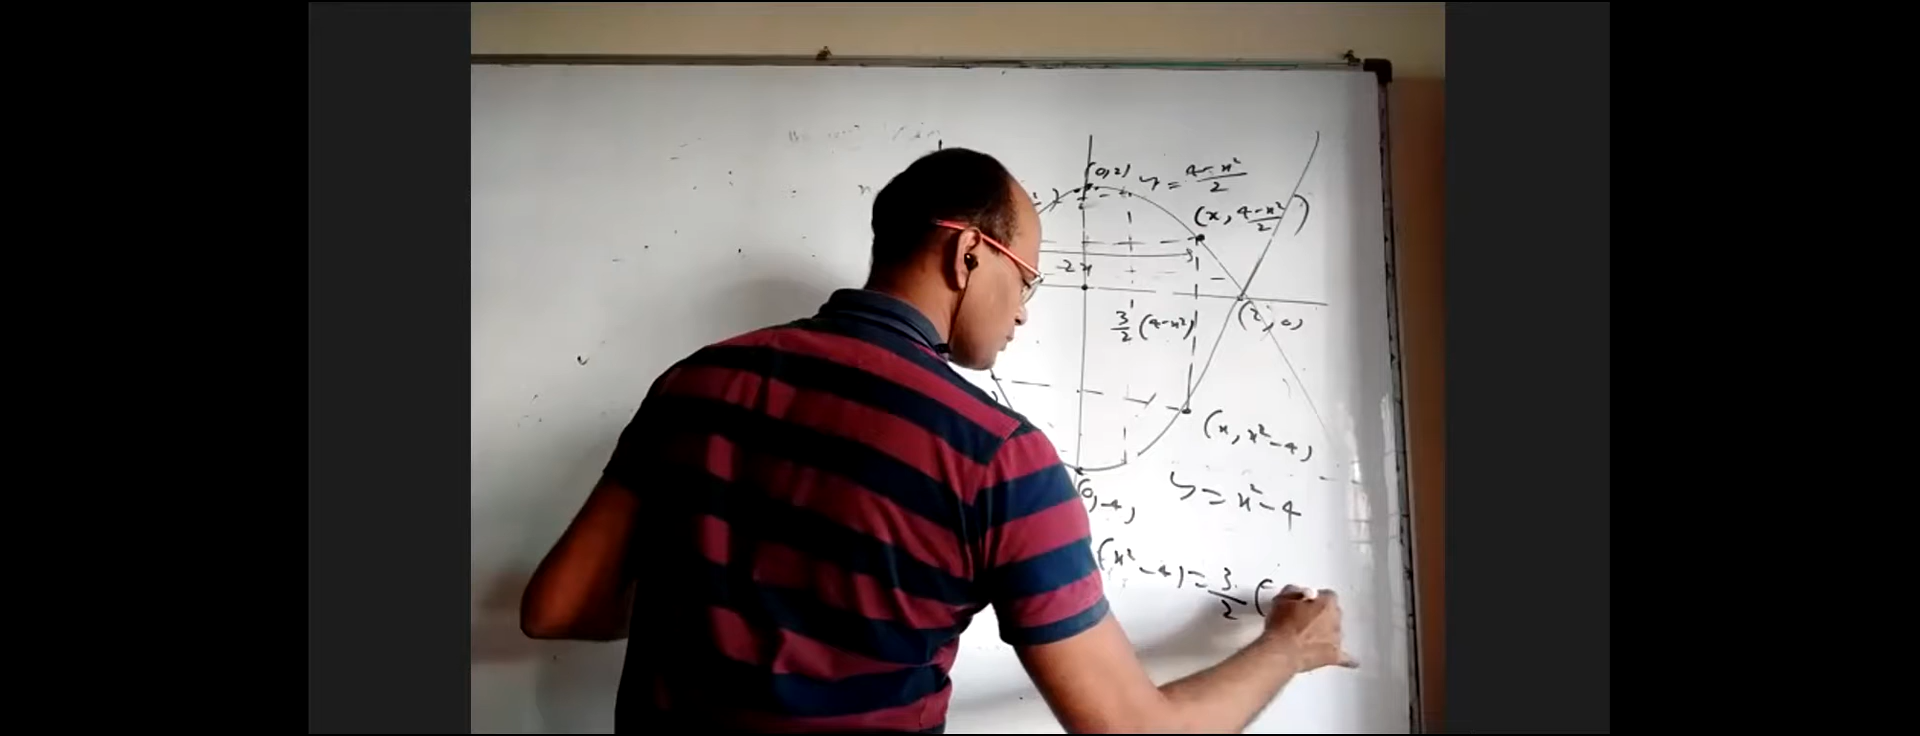 (0,2)
y = 4-x²/2
(x, 4-x²/2)
2x
3/2 (4-x²)
(2, 0)
(x, x²-4)
(0,-4)
y = x²-4
(x²-4) = 3/2 (